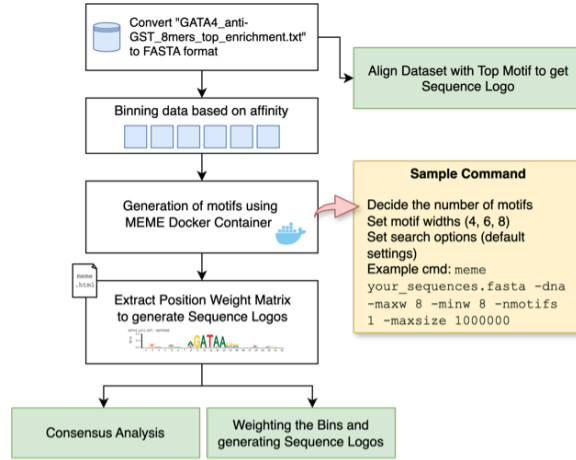 Convert "GATA4_anti-
GST_8mers_top_enrichment.txt"
to FASTA format
Align Dataset with Top Motif to get
Sequence Logo
Binning data based on affinity
Generation of motifs using
MEME Docker Container
Sample Command
Decide the number of motifs
Set motif widths (4, 6, 8)
Set search options (default
settings)
Example cmd: meme
your_sequences.fasta -dna
-maxw 8 -minw 8 -nmotifs
1 -maxsize 1000000
meme
.html
Extract Position Weight Matrix
to generate Sequence Logos
AGATAA
Consensus Analysis
Weighting the Bins and
generating Sequence Logos